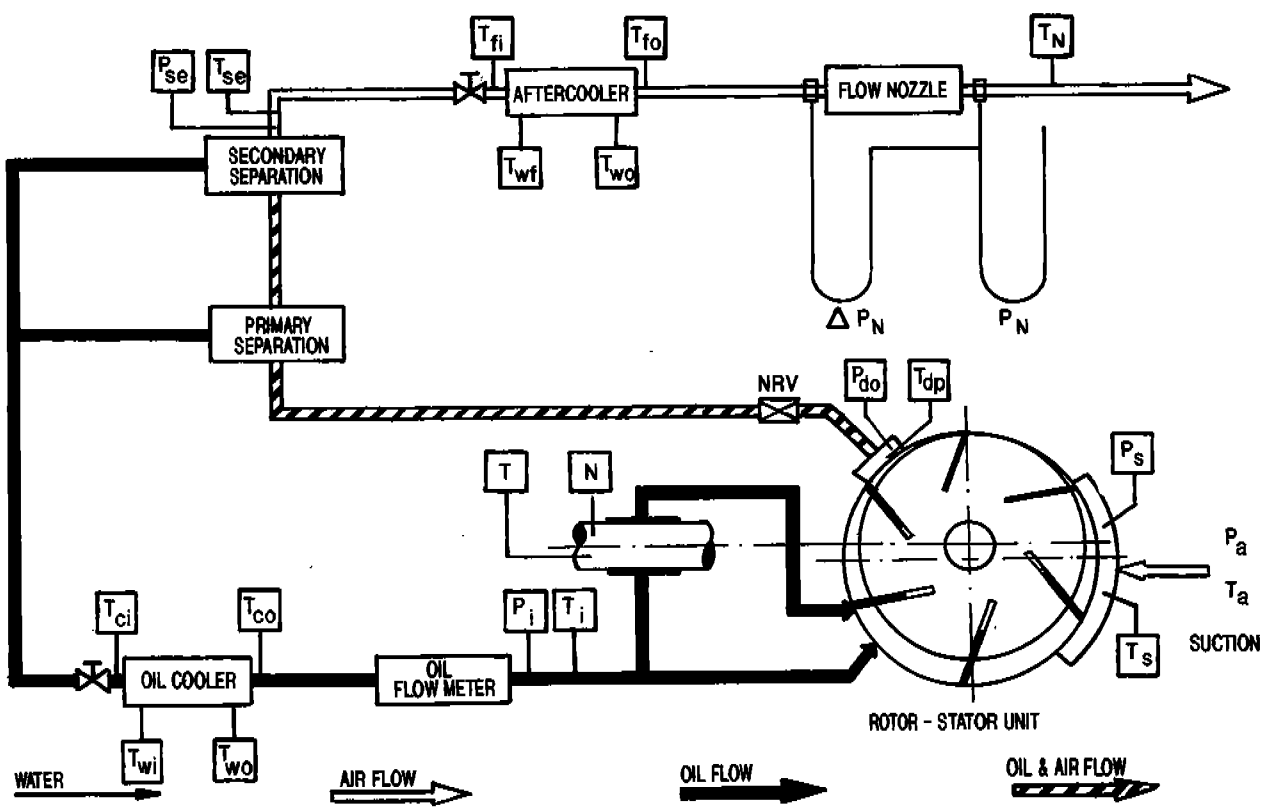 Tfi
Tfo
TN
Pse
Tse
AFTERCOOLER
FLOW NOZZLE
SECONDARY
SEPARATION
Twf
Two
Δ PN
PN
PRIMARY
SEPARATION
NRV
Pdo
Tdp
T
N
Ps
Pa
Ta
Tci
Tco
Pi
Ti
Ts
SUCTION
OIL COOLER
OIL
FLOW METER
ROTOR - STATOR UNIT
Twi
Two
WATER
AIR FLOW
OIL FLOW
OIL & AIR FLOW